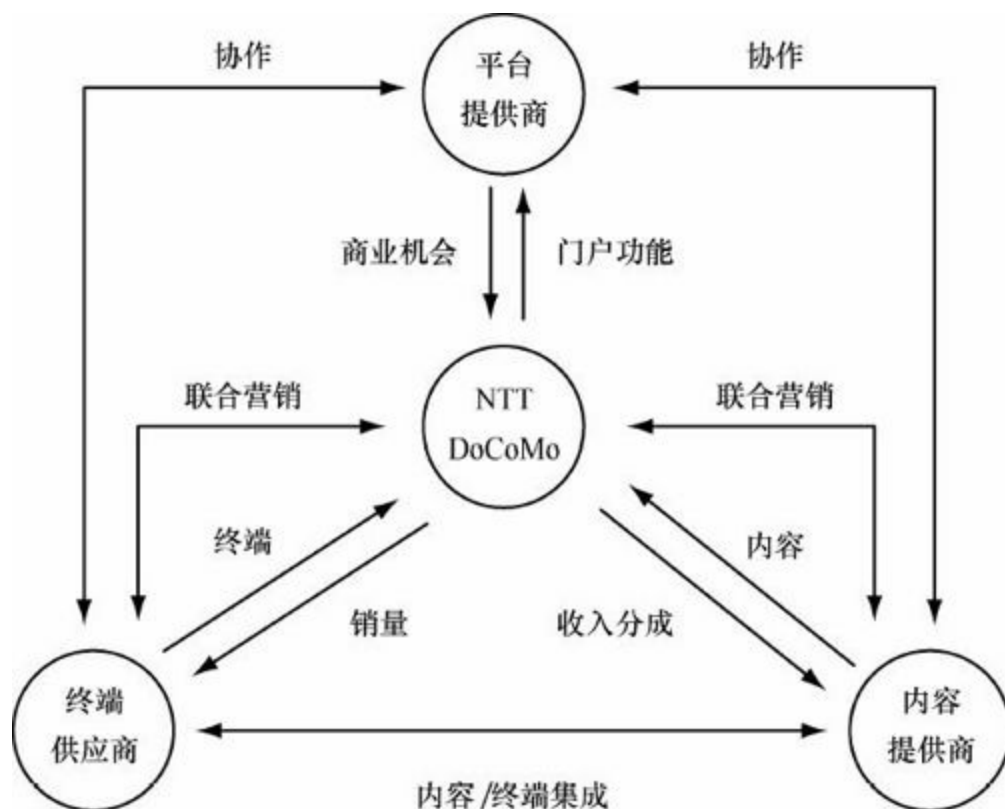 协作
平台
提供商
协作
商业机会
门户功能
联合营销
NTT
DoCoMo
联合营销
终端
内容
销量
收入分成
终端
供应商
内容
提供商
内容/终端集成